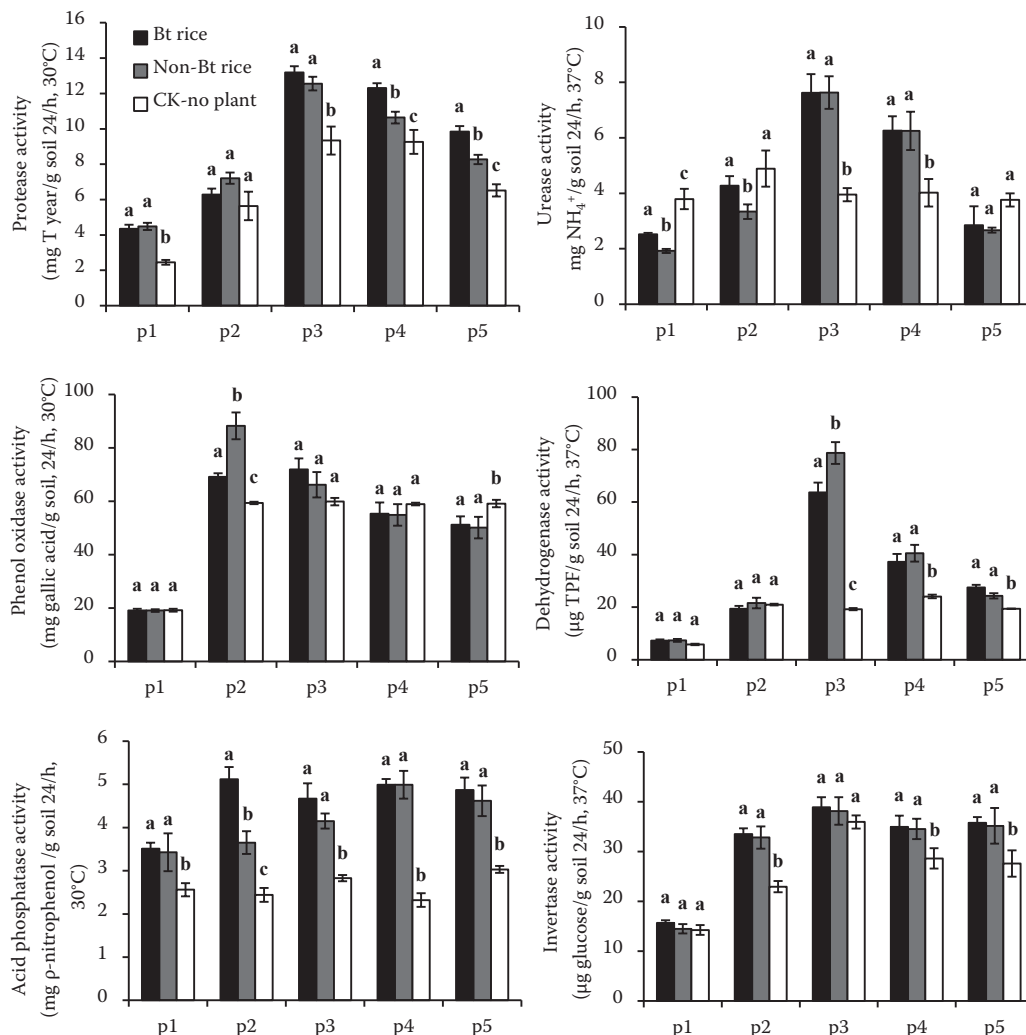 Protease activity
(mg T year/g soil 24/h, 30°C)
16
14
12
10
8
6
4
2
0
Bt rice
Non-Bt rice
CK-no plant
a a b
a a a
a a b
a b c
a b c
p1 p2 p3 p4 p5
Urease activity
mg NH₄⁺/g soil 24/h, 37°C)
10
8
6
4
2
0
a b c
a b a
a a b
a a b
a a a
p1 p2 p3 p4 p5
Phenol oxidase activity
(mg gallic acid/g soil, 24/h, 30°C)
100
80
60
40
20
0
a a a
a b c
a a a
a a a
a a b
p1 p2 p3 p4 p5
Dehydrogenase activity
(µg TPF/g soil 24/h, 37°C)
100
80
60
40
20
0
a a a
a a a
a b c
a a b
a a b
p1 p2 p3 p4 p5
Acid phosphatase activity
(mg ρ-nitrophenol /g soil 24/h,
30°C)
6
5
4
3
2
1
0
a a b
a b c
a a b
a a b
a a b
p1 p2 p3 p4 p5
Invertase activity
(µg glucose/g soil 24/h, 37°C)
50
40
30
20
10
0
a a a
a a b
a a a
a a b
a a b
p1 p2 p3 p4 p5